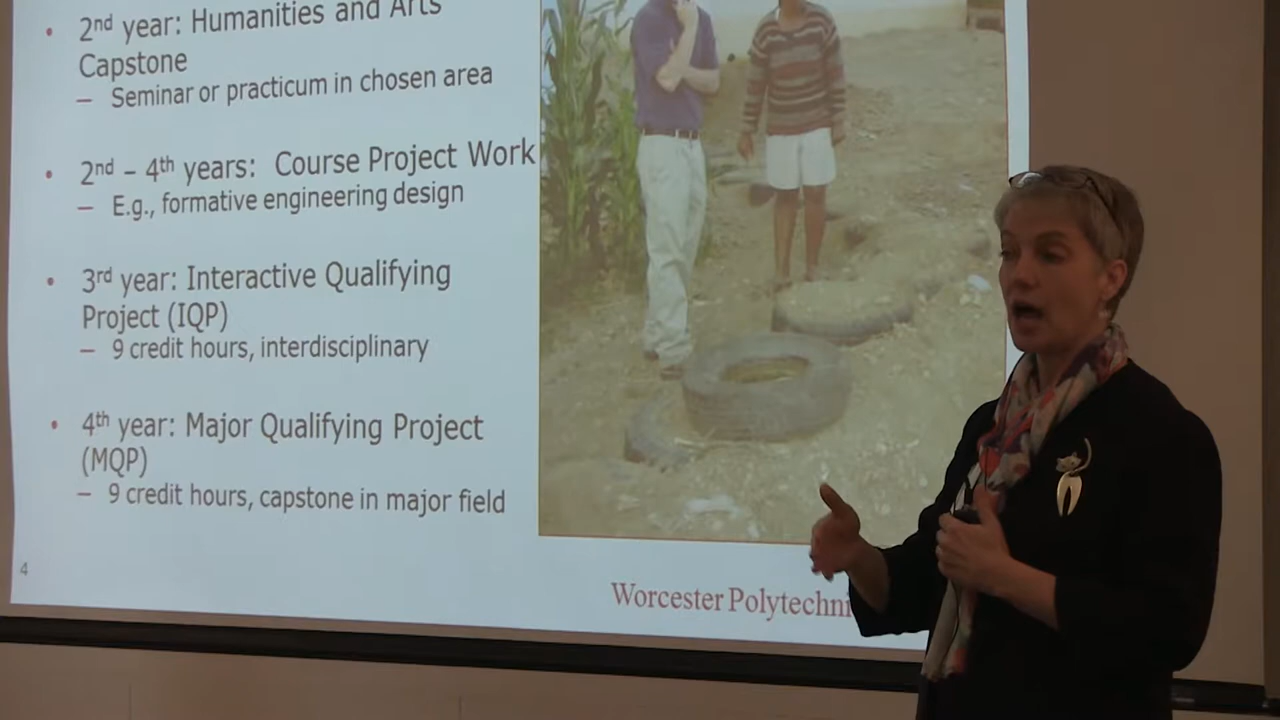 • 2nd year: Humanities and Arts
Capstone
– Seminar or practicum in chosen area
• 2nd – 4th years: Course Project Work
– E.g., formative engineering design
• 3rd year: Interactive Qualifying
Project (IQP)
– 9 credit hours, interdisciplinary
• 4th year: Major Qualifying Project
(MQP)
– 9 credit hours, capstone in major field
4
Worcester Polytechni